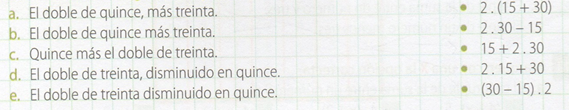 a. El doble de quince, más treinta. • 2 . (15 + 30)
b. El doble de quince más treinta. • 2 . 30 – 15
c. Quince más el doble de treinta. • 15 + 2 . 30
d. El doble de treinta, disminuido en quince. • 2 . 15 + 30
e. El doble de treinta disminuido en quince. • (30 – 15) . 2